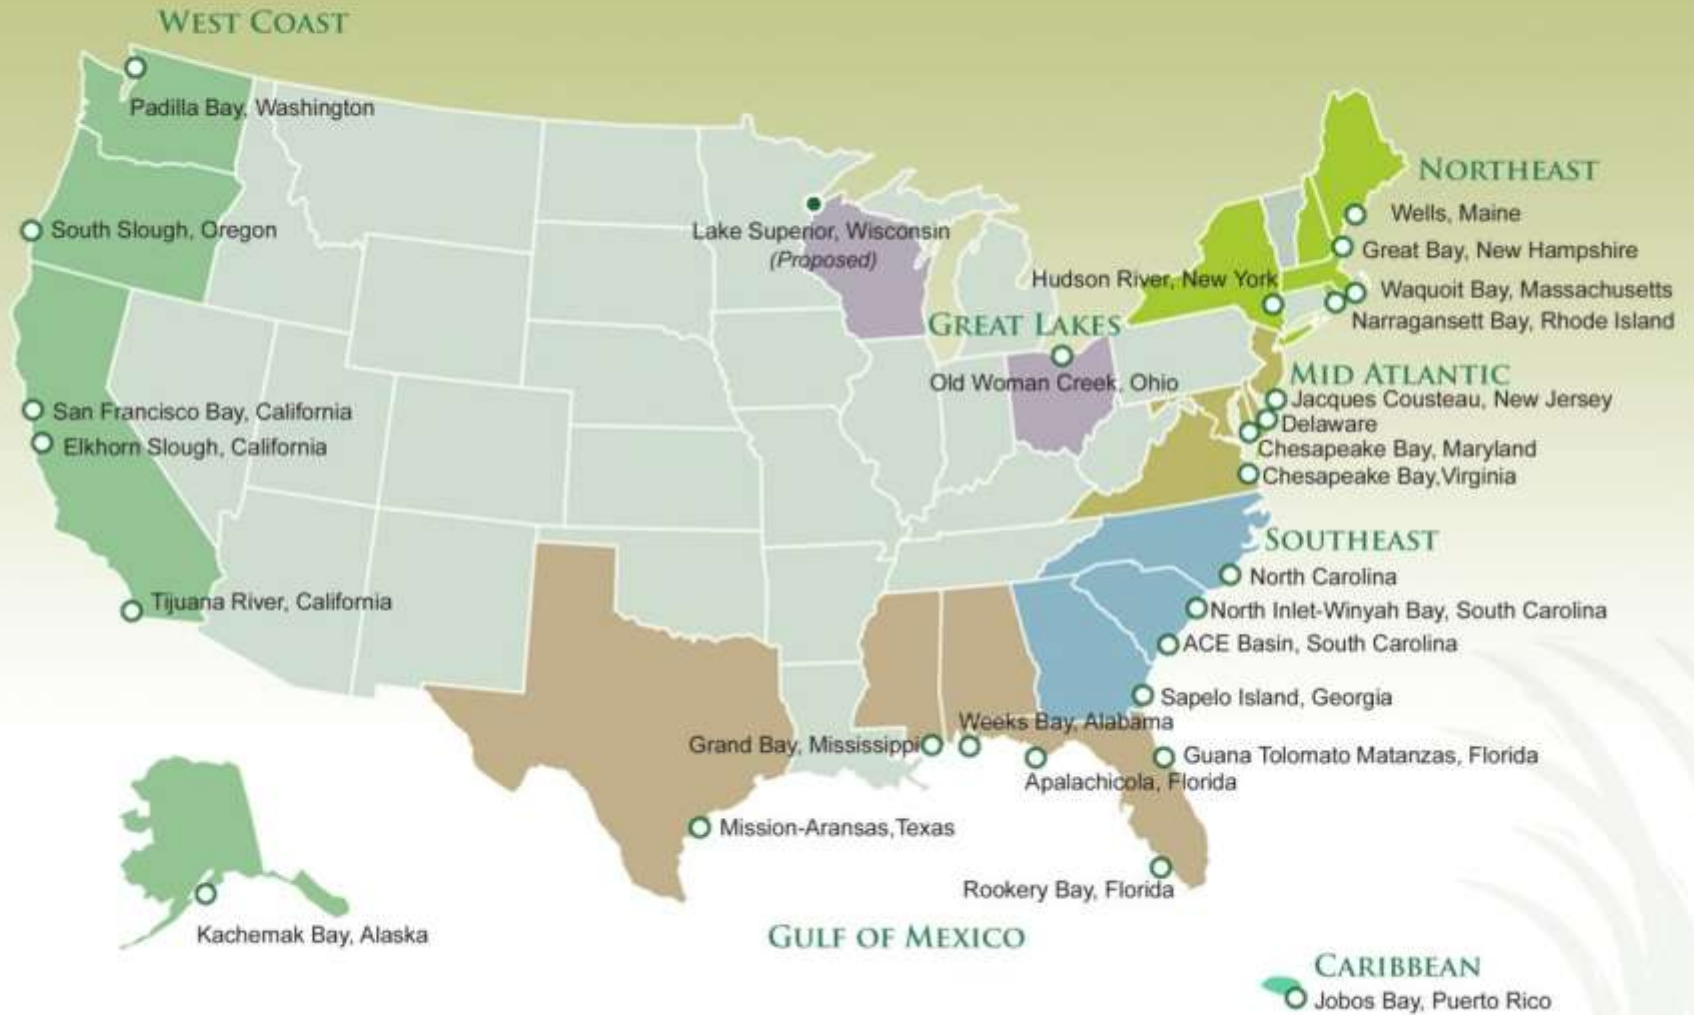 WEST COAST
Padilla Bay, Washington
South Slough, Oregon
San Francisco Bay, California
Elkhorn Slough, California
Tijuana River, California
Kachemak Bay, Alaska
Lake Superior, Wisconsin
(Proposed)
GREAT LAKES
Old Woman Creek, Ohio
NORTHEAST
Wells, Maine
Great Bay, New Hampshire
Hudson River, New York
Waquoit Bay, Massachusetts
Narragansett Bay, Rhode Island
MID ATLANTIC
Jacques Cousteau, New Jersey
Delaware
Chesapeake Bay, Maryland
Chesapeake Bay,Virginia
SOUTHEAST
North Carolina
North Inlet-Winyah Bay, South Carolina
ACE Basin, South Carolina
Sapelo Island, Georgia
Weeks Bay, Alabama
Grand Bay, Mississippi
Guana Tolomato Matanzas, Florida
Apalachicola, Florida
Mission-Aransas,Texas
Rookery Bay, Florida
GULF OF MEXICO
CARIBBEAN
Jobos Bay, Puerto Rico